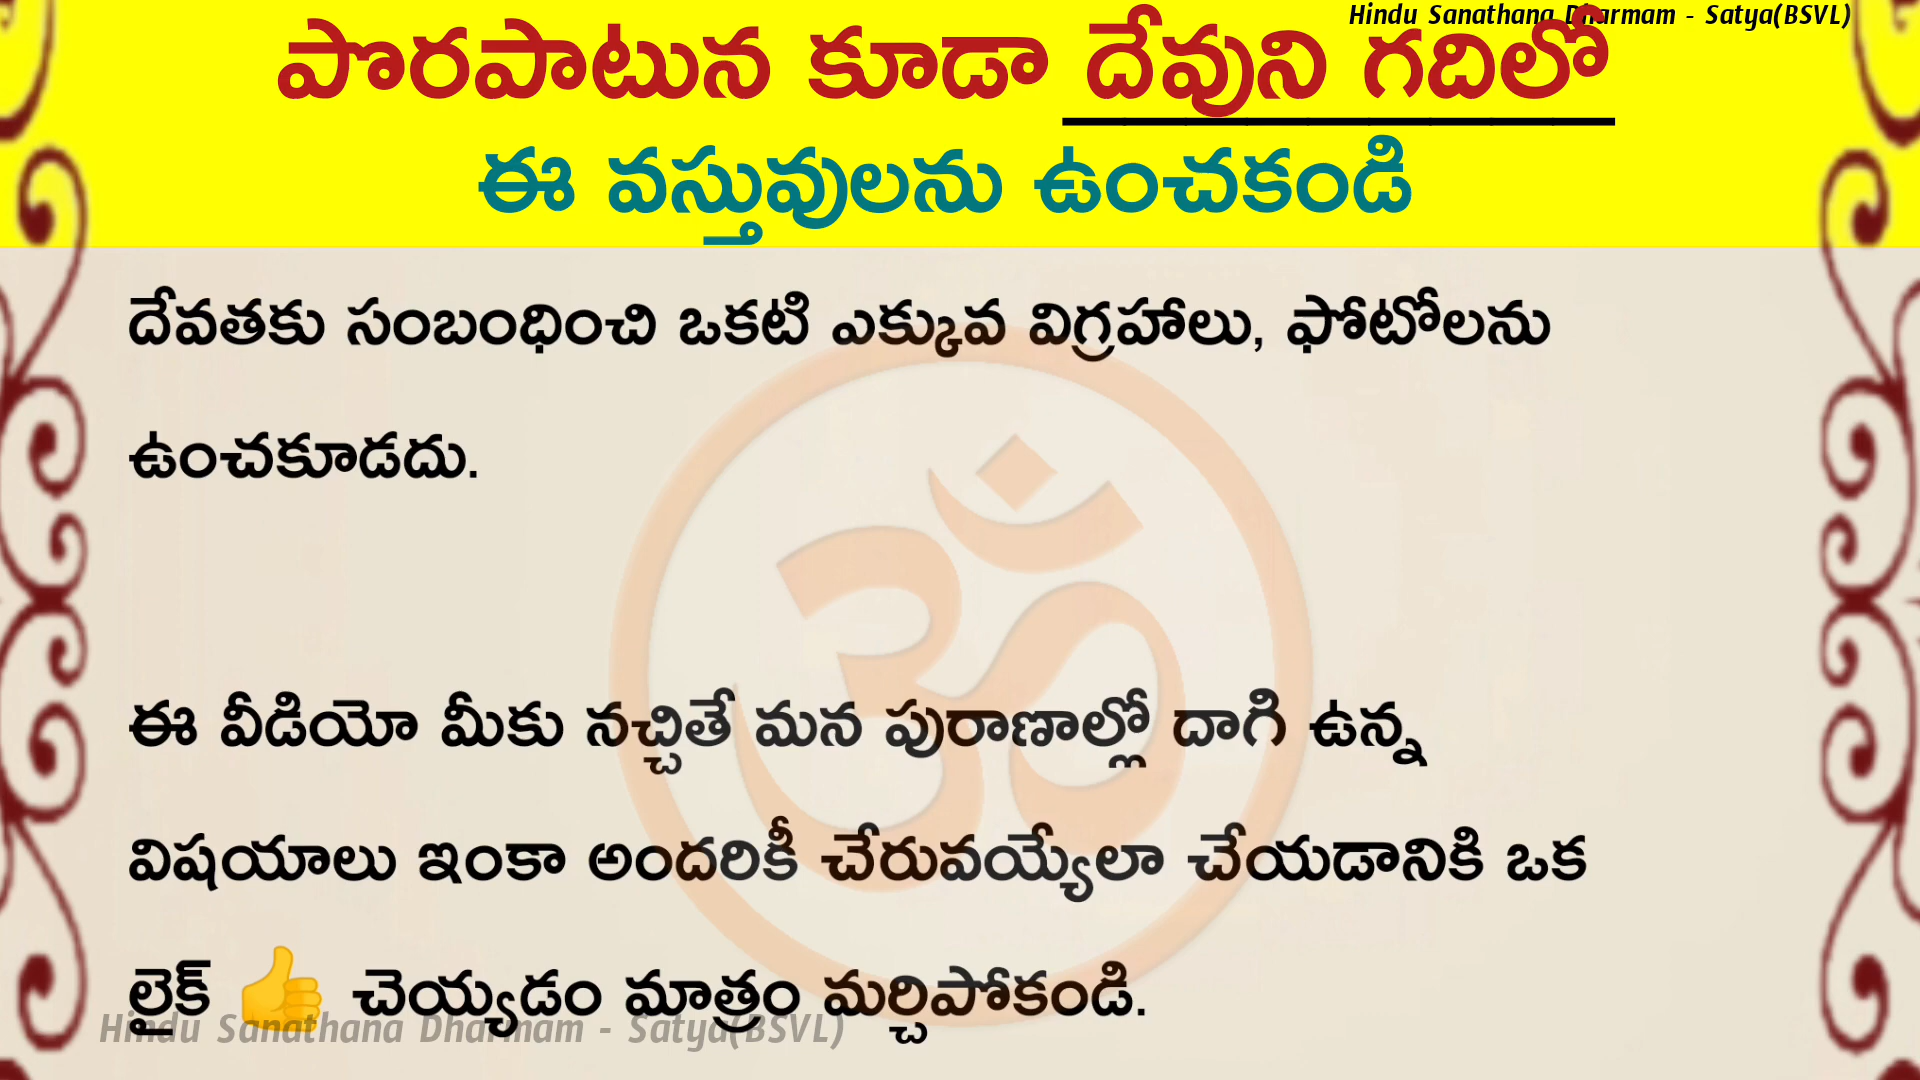 Hindu Sanathana Dharmam - Satya(BSVL)
పొరపాటున కూడా దేవుని గదిలో
ఈ వస్తువులను ఉంచకండి
దేవతకు సంబంధించి ఒకటి ఎక్కువ విగ్రహాలు, ఫోటోలను
ఉంచకూడదు.
ఈ వీడియో మీకు నచ్చితే మన పురాణాల్లో దాగి ఉన్న
విషయాలు ఇంకా అందరికీ చేరువయ్యేలా చేయడానికి ఒక
లైక్ 👍 చెయ్యడం మాత్రం మర్చిపోకండి.
Hindu Sanathana Dharmam - Satya(BSVL)